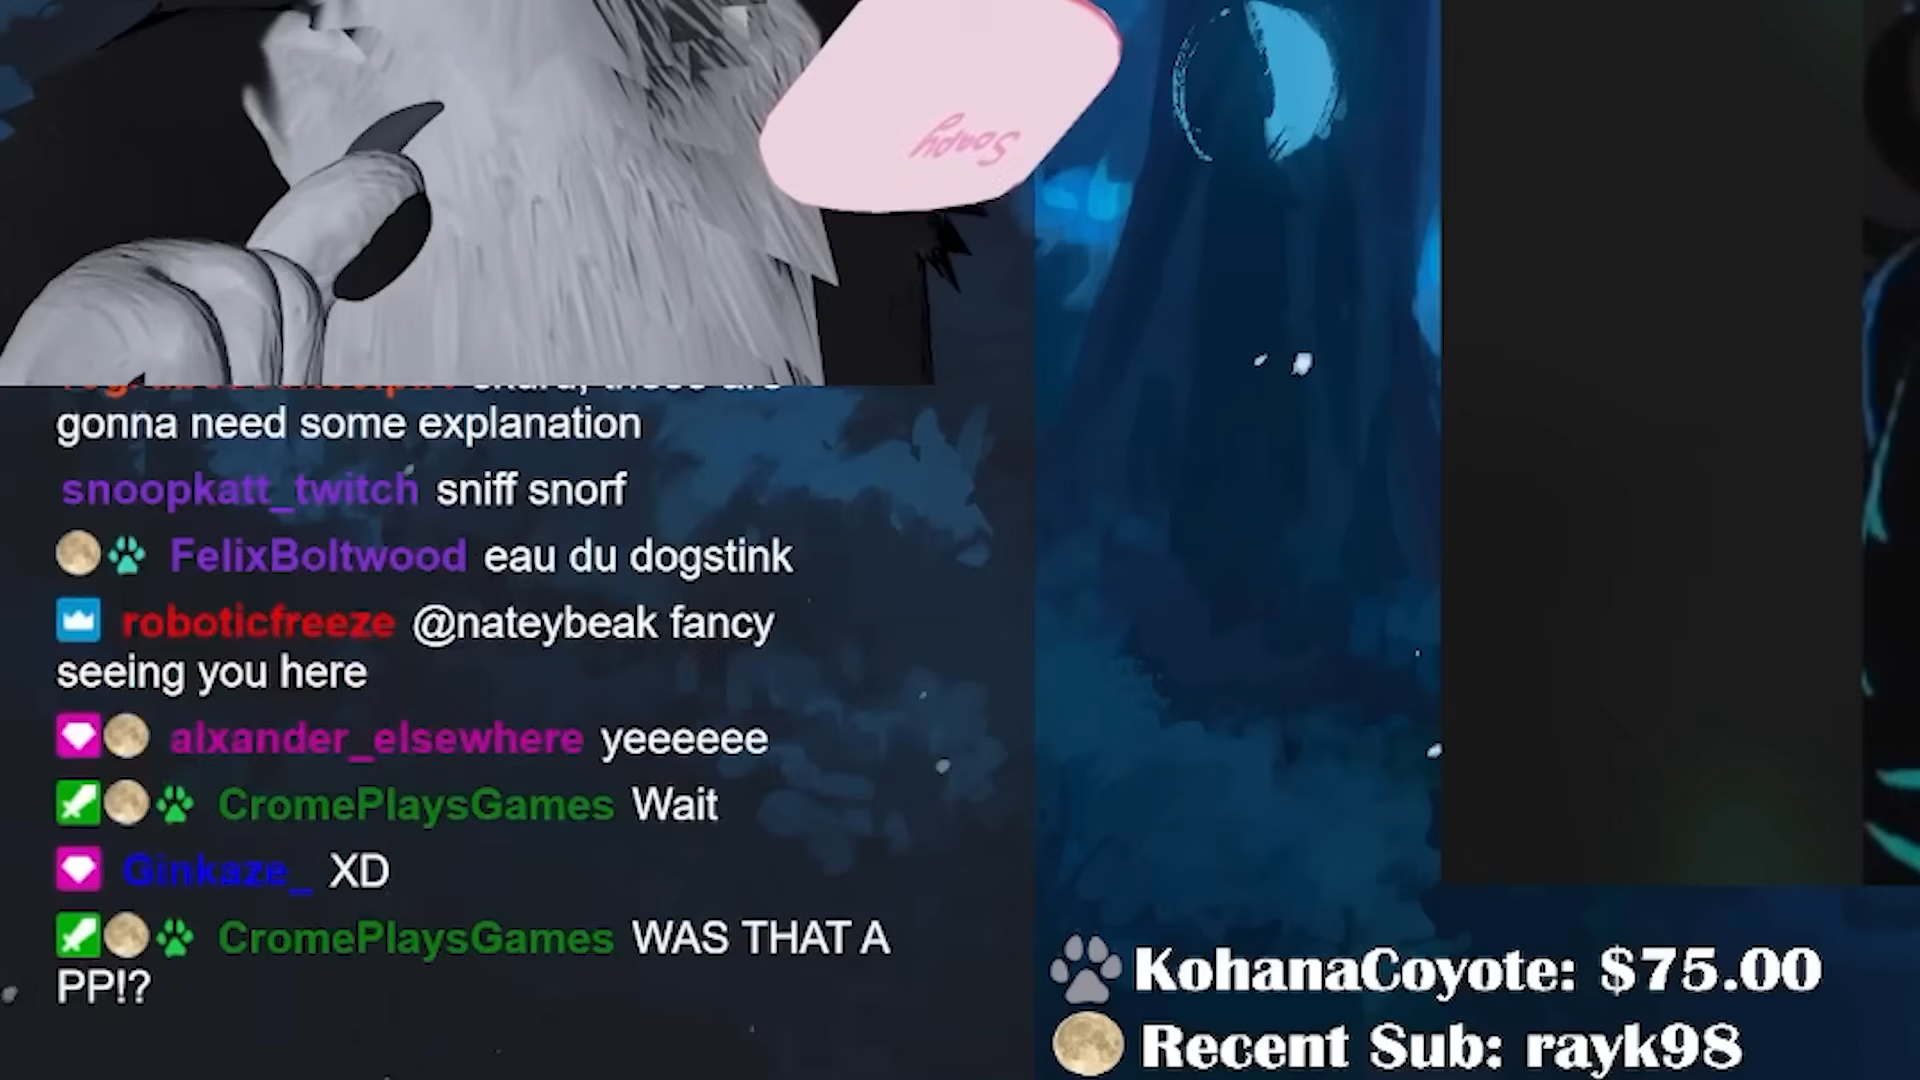 Soapy
gonna need some explanation
snoopkatt_twitch sniff snorf
FelixBoltwood eau du dogstink
roboticfreeze @nateybeak fancy
seeing you here
alxander_elsewhere yeeeeee
CromePlaysGames Wait
Ginkaze_ XD
CromePlaysGames WAS THAT A
PP!?
KohanaCoyote: $75.00
Recent Sub: rayk98